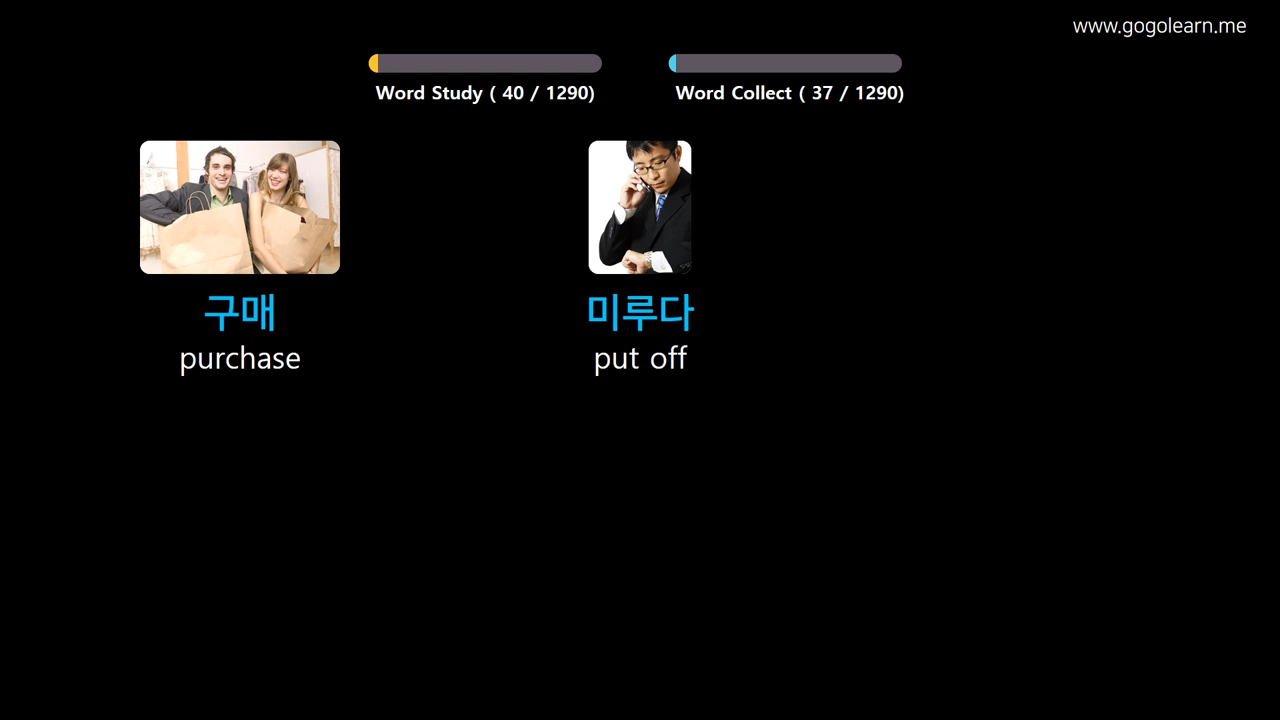 www.gogolearn.me
Word Study ( 40 / 1290)
Word Collect ( 37 / 1290)
구매
purchase
미루다
put off